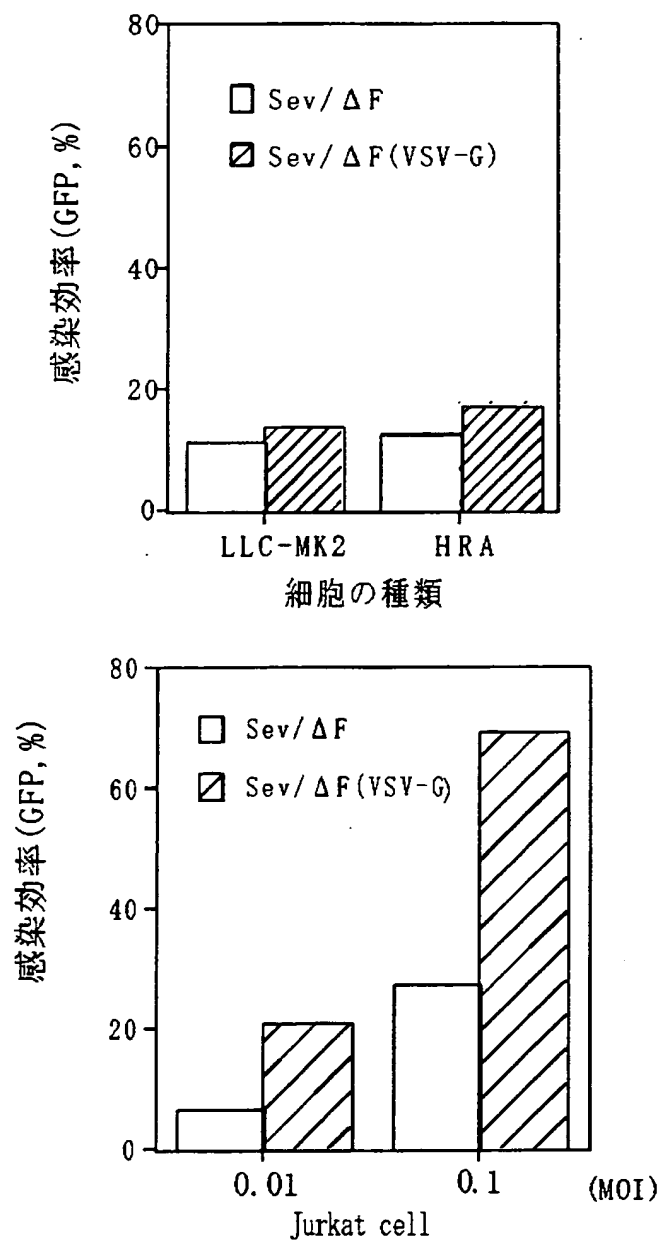 感染効率(GFP,%)
80
60
40
20
0
Sev/ΔF
Sev/ΔF(VSV-G)
LLC-MK2 HRA
細胞の種類
感染効率(GFP,%)
80
60
40
20
0
Sev/ΔF
Sev/ΔF(VSV-G)
0.01 0.1 (MOI)
Jurkat cell